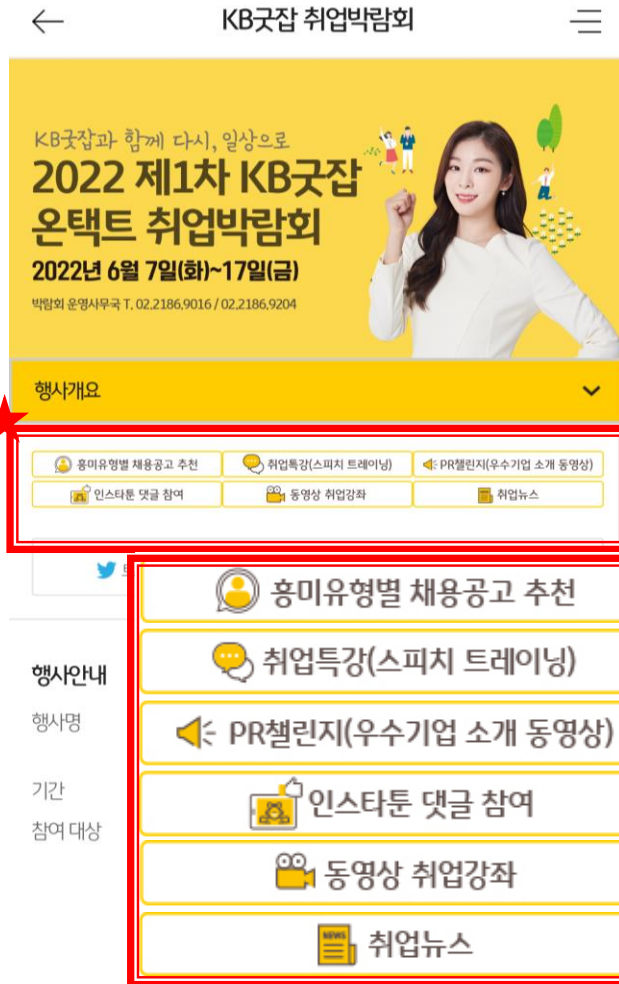 KB굿잡 취업박람회
KB굿잡과 함께 다시, 일상으로
2022 제1차 KB굿잡
온택트 취업박람회
2022년 6월 7일(화)~17일(금)
박람회 운영사무국 T. 02.2186.9016 / 02.2186.9204
행사개요
흥미유형별 채용공고 추천
취업특강(스피치 트레이닝)
PR챌린지(우수기업 소개 동영상)
인스타툰 댓글 참여
동영상 취업강좌
취업뉴스
흥미유형별 채용공고 추천
취업특강(스피치 트레이닝)
행사안내
행사명
PR챌린지(우수기업 소개 동영상)
기간
인스타툰 댓글 참여
참여 대상
동영상 취업강좌
NEWS
취업뉴스